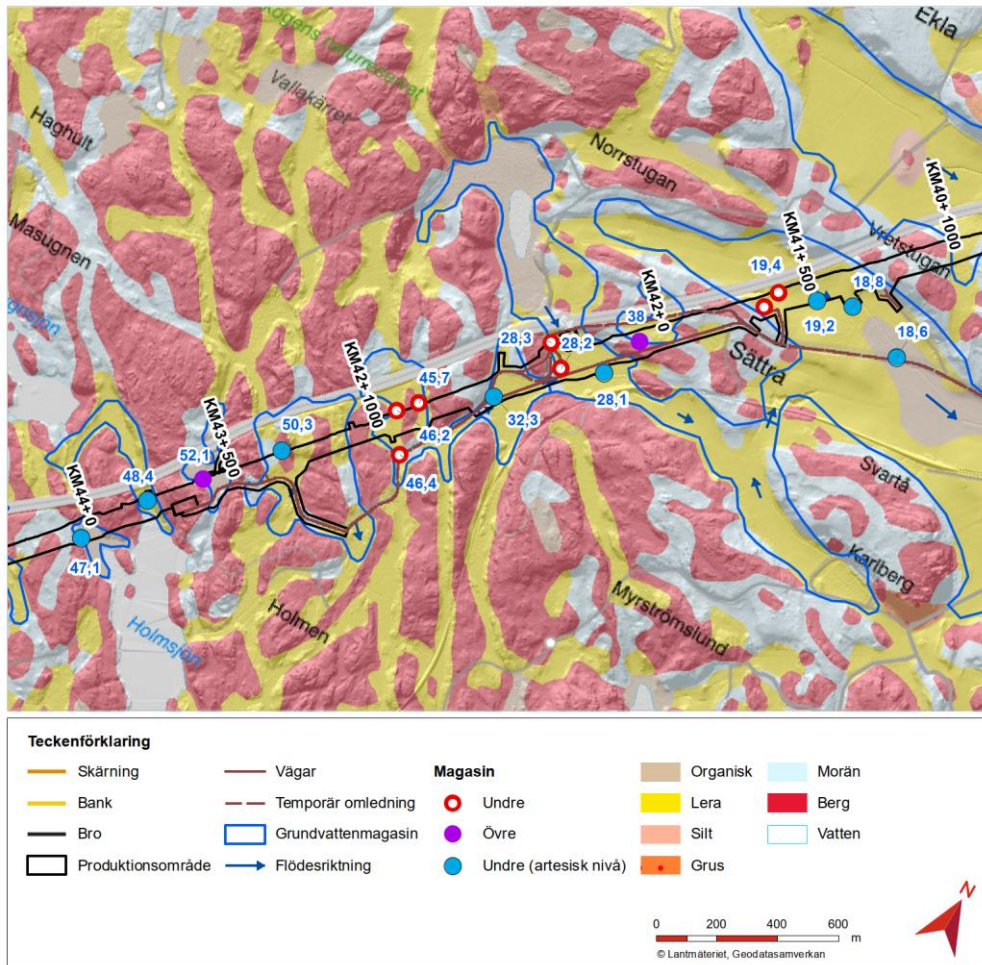 Ekla
Vallakärret
Haghult
Norrstugan
Masugnen
Vretstugan
KM40+ 1000
KM41+ 500
KM42+ 0
KM42+ 1000
KM43+ 500
KM44+ 0
19,4
18,8
19,2
18,6
38
28,3
28,2
28,1
Sättra
45,7
32,3
46,2
46,4
50,3
52,1
48,4
47,1
Svartå
Karlberg
Holmen
Myrströmslund
Holmsjön
Teckenförklaring
Skärning
Bank
Bro
Produktionsområde
Vägar
Temporär omledning
Grundvattenmagasin
Flödesriktning
Magasin
Undre
Övre
Undre (artesisk nivå)
Organisk
Lera
Silt
Grus
Morän
Berg
Vatten
N
0 200 400 600
m
© Lantmäteriet, Geodatasamverkan